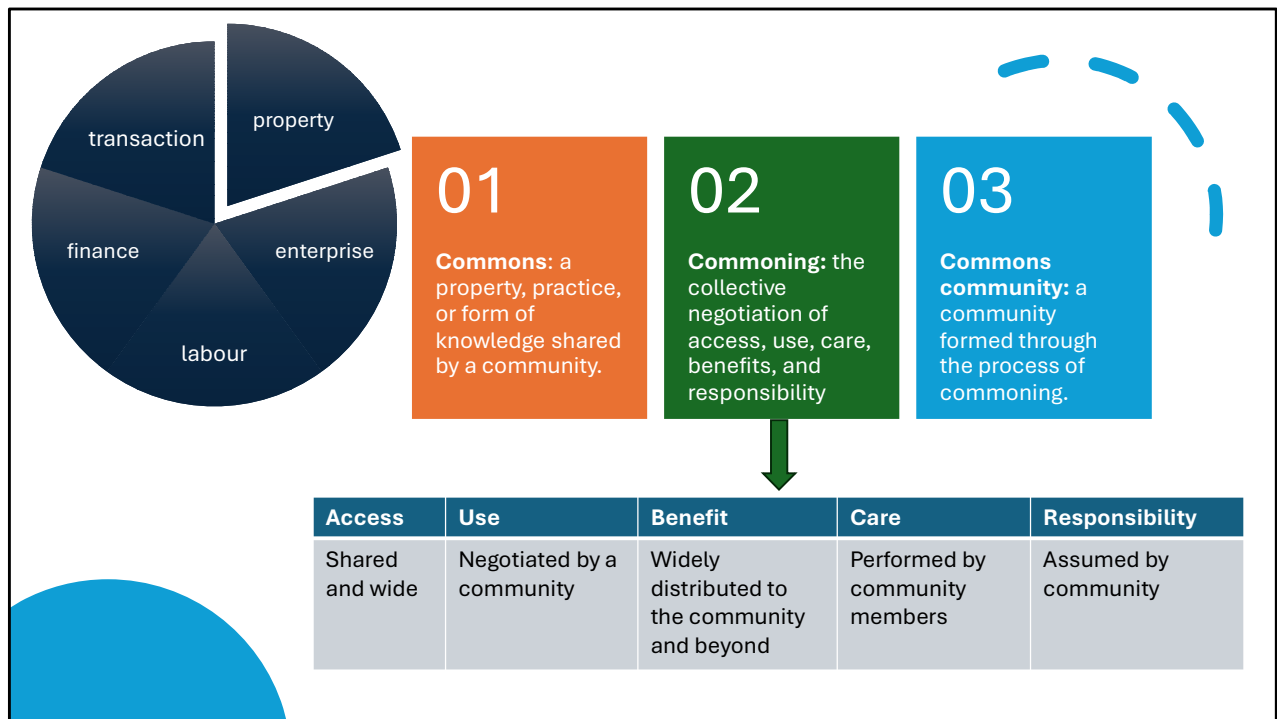 property
transaction
finance
enterprise
labour
01
Commons: a
property, practice,
or form of
knowledge shared
by a community.
02
Commoning: the
collective
negotiation of
access, use, care,
benefits, and
responsibility
03
Commons
community: a
community
formed through
the process of
commoning.
Access Use Benefit Care Responsibility
Shared
and wide
Negotiated by a
community
Widely
distributed to
the community
and beyond
Performed by
community
members
Assumed by
community